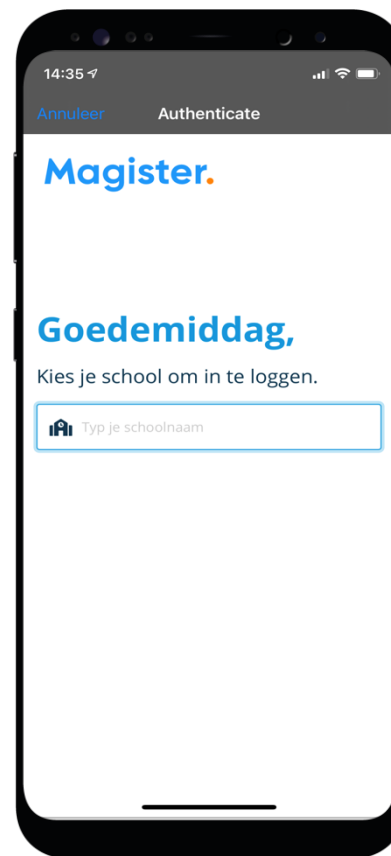 14:35
Annuleer Authenticate
Magister.
Goedemiddag,
Kies je school om in te loggen.
Typ je schoolnaam